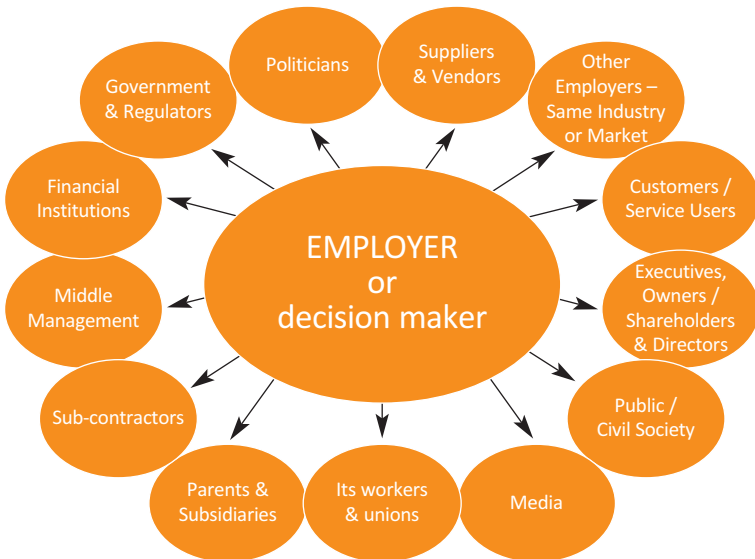 Politicians
Suppliers
& Vendors
Other
Employers –
Same Industry
or Market
Government
& Regulators
Customers /
Service Users
Financial
Institutions
EMPLOYER
or
decision maker
Executives,
Owners /
Shareholders
& Directors
Middle
Management
Public /
Civil Society
Sub-contractors
Parents &
Subsidiaries
Its workers
& unions
Media